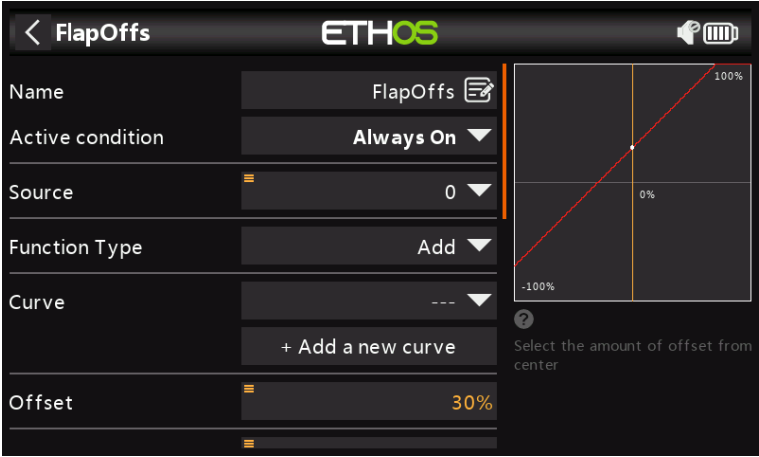 FlapOffs
ETHOS
Name
FlapOffs
Active condition
Always On
Source
0
Function Type
Add
Curve
---
+ Add a new curve
Offset
30%
100%
0%
-100%
?
Select the amount of offset from
center